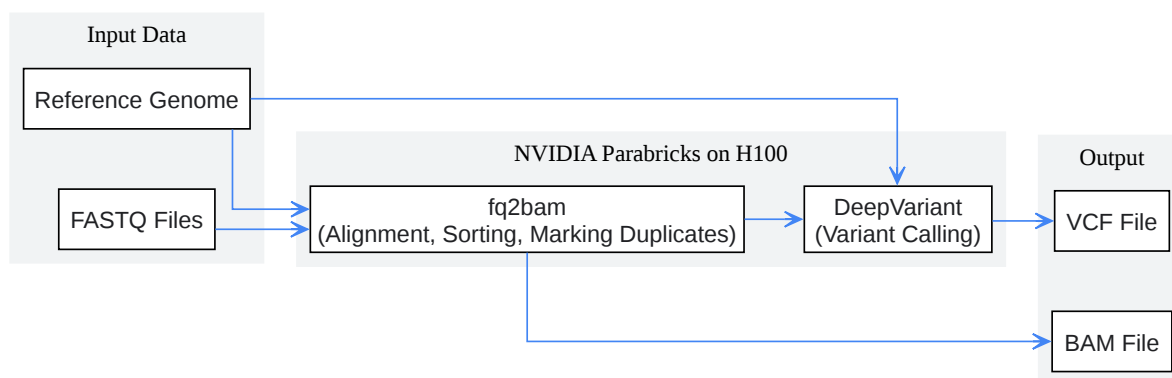 Input Data
Reference Genome
FASTQ Files
NVIDIA Parabricks on H100
fq2bam
(Alignment, Sorting, Marking Duplicates)
DeepVariant
(Variant Calling)
Output
VCF File
BAM File